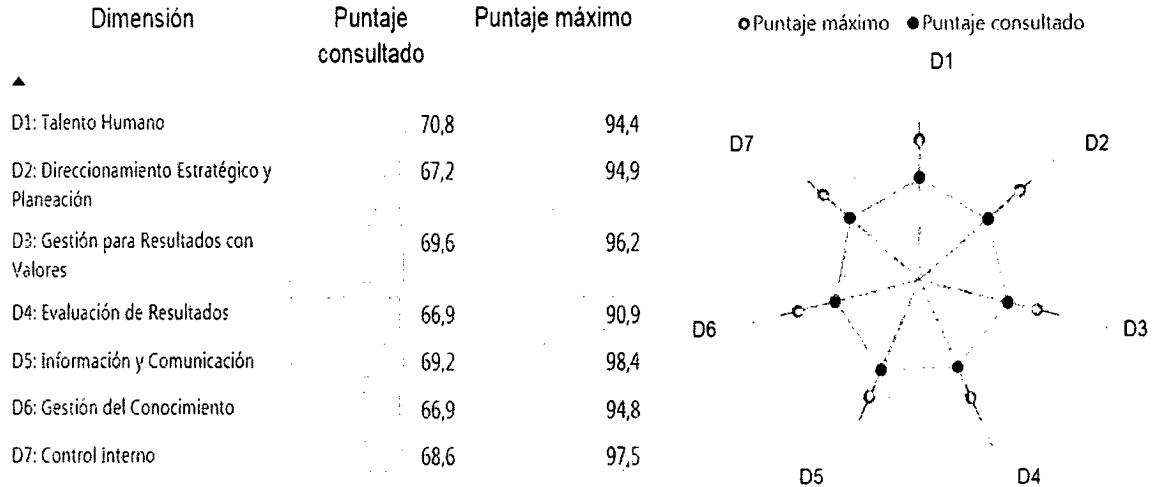 Dimensión Puntaje consultado Puntaje máximo
▲
D1: Talento Humano 70,8 94,4
D2: Direccionamiento Estratégico y
Planeación 67,2 94,9
D3: Gestión para Resultados con
Valores 69,6 96,2
D4: Evaluación de Resultados 66,9 90,9
D5: Información y Comunicación 69,2 98,4
D6: Gestión del Conocimiento 66,9 94,8
D7: Control Interno 68,6 97,5
Puntaje máximo Puntaje consultado
D1
D7
D2
D6
D3
D5
D4